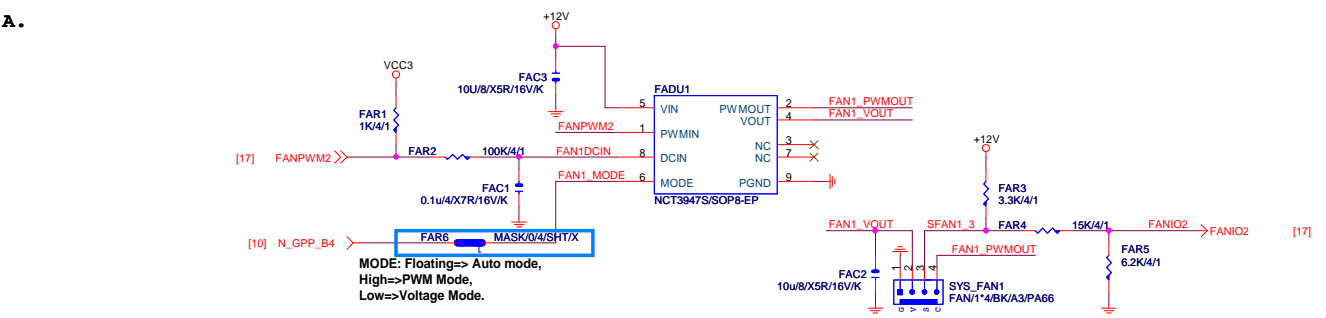 A.
+12V
VCC3
FAC3
10U/8/X5R/16V/K
FADU1
FAR1
1K/4/1
5
VIN
PWMOUT
2
FAN1_PWMOUT
VOUT
4
FAN1_VOUT
FANPWM2
1
PWMIN
NC
3
[17]
FANPWM2
FAR2
100K/4/1
FAN1DCIN
8
DCIN
NC
7
FAN1_MODE
6
MODE
PGND
9
FAC1
0.1u/4/X7R/16V/K
NCT3947S/SOP8-EP
+12V
FAR3
3.3K/4/1
[10]
N_GPP_B4
FAR6
MASK/0/4/SHT/X
FAN1_VOUT
SFAN1_3
FAR4
15K/4/1
FANIO2
FANIO2
[17]
MODE: Floating=> Auto mode,
High=>PWM Mode,
Low=>Voltage Mode.
FAN1_PWMOUT
FAR5
6.2K/4/1
FAC2
10u/8/X5R/16V/K
1
2
3
4
SYS_FAN1
FAN/1*4/BK/A3/PA66
G
V
S
C